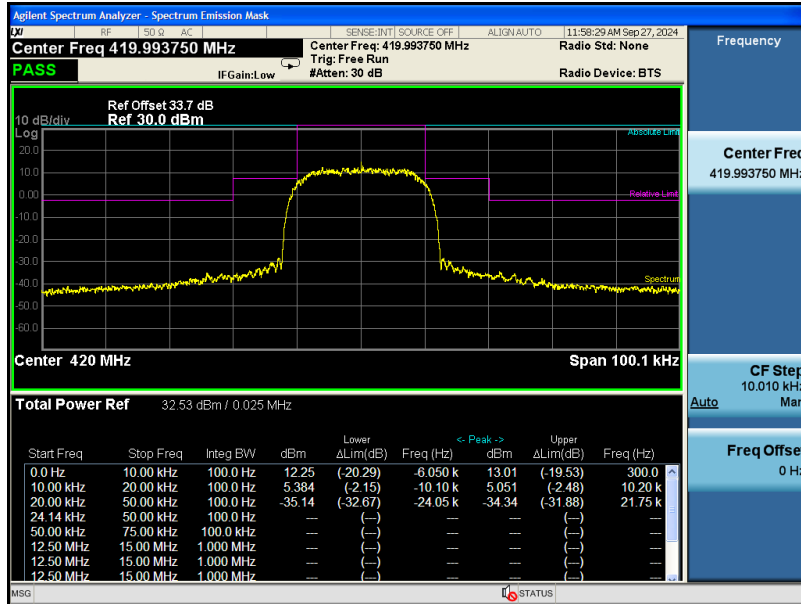 Agilent Spectrum Analyzer - Spectrum Emission Mask
LXI RF 50 Ω AC SENSE:INT SOURCE OFF ALIGN AUTO 11:58:29 AM Sep 27, 2024
Center Freq 419.993750 MHz
Center Freq: 419.993750 MHz
Radio Std: None
Trig: Free Run
PASS
IFGain:Low
#Atten: 30 dB
Radio Device: BTS
Ref Offset 33.7 dB
10 dB/div Ref 30.0 dBm
Log
Absolute Limit
20.0
10.0
0.00
Relative Limit
-10.0
-20.0
-30.0
Spectrum
-40.0
-50.0
-60.0
Center 420 MHz Span 100.1 kHz
Total Power Ref 32.53 dBm / 0.025 MHz
Lower <- Peak -> Upper
Start Freq Stop Freq Integ BW dBm ΔLim(dB) Freq (Hz) dBm ΔLim(dB) Freq (Hz)
0.0 Hz 10.00 kHz 100.0 Hz 12.25 (-20.29) -6.050 k 13.01 (-19.53) 300.0
10.00 kHz 20.00 kHz 100.0 Hz 5.384 (-2.15) -10.10 k 5.051 (-2.48) 10.20 k
20.00 kHz 50.00 kHz 100.0 Hz -35.14 (-32.67) -24.05 k -34.34 (-31.88) 21.75 k
24.14 kHz 50.00 kHz 100.0 Hz --- (---) --- --- (---) ---
50.00 kHz 75.00 kHz 100.0 kHz --- (---) --- --- (---) ---
12.50 MHz 15.00 MHz 1.000 MHz --- (---) --- --- (---) ---
12.50 MHz 15.00 MHz 1.000 MHz --- (---) --- --- (---) ---
12.50 MHz 15.00 MHz 1.000 MHz --- (---) --- --- (---) ---
MSG STATUS
Frequency
Center Freq
419.993750 MHz
CF Step
10.010 kHz
Auto Man
Freq Offset
0 Hz